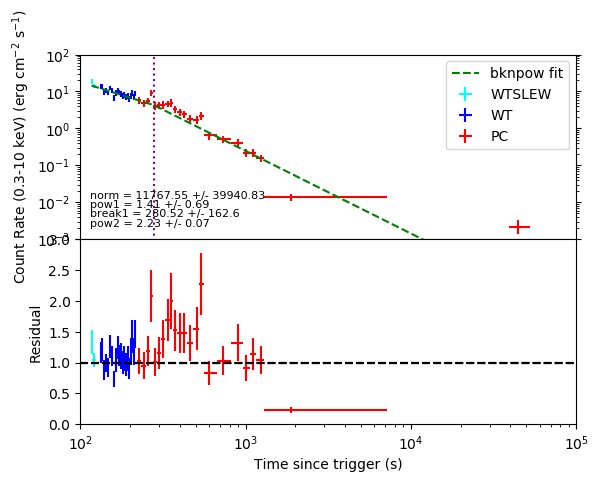 Count Rate (0.3-10 keV) (erg cm⁻² s⁻¹)
10²
10¹
10⁰
10⁻¹
10⁻²
bknpow fit
WTSLEW
WT
PC
norm = 11767.55 +/- 39940.83
pow1 = 1.41 +/- 0.69
break1 = 280.52 +/- 162.6
pow2 = 2.23 +/- 0.07
Residual
3.0
2.5
2.0
1.5
1.0
0.5
0.0
10²
10³
10⁴
10⁵
Time since trigger (s)